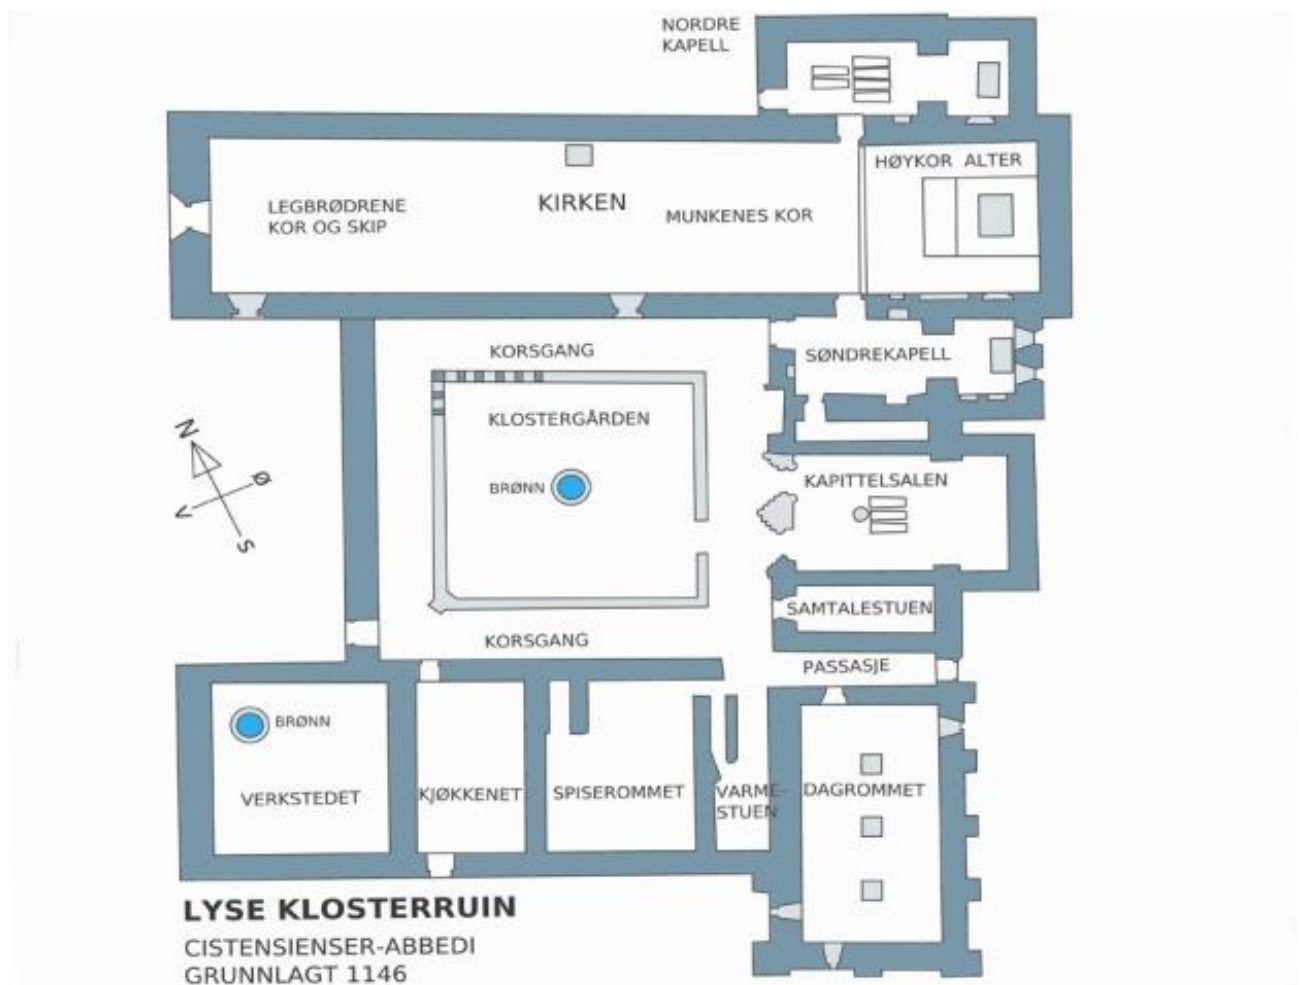 NORDRE
KAPELL
HØYKOR ALTER
LEGBRØDRENE
KOR OG SKIP
KIRKEN
MUNKENES KOR
KORSGANG
SØNDREKAPELL
KLOSTERGÅRDEN
N
Ø
V
S
BRØNN
KAPITTELSALEN
SAMTALESTUEN
KORSGANG
PASSASJE
BRØNN
VERKSTEDET
KJØKKENET
SPISEROMMET
VARME-
STUEN
DAGROMMET
LYSE KLOSTERRUIN
CISTENSIENSER-ABBEDI
GRUNNLAGT 1146